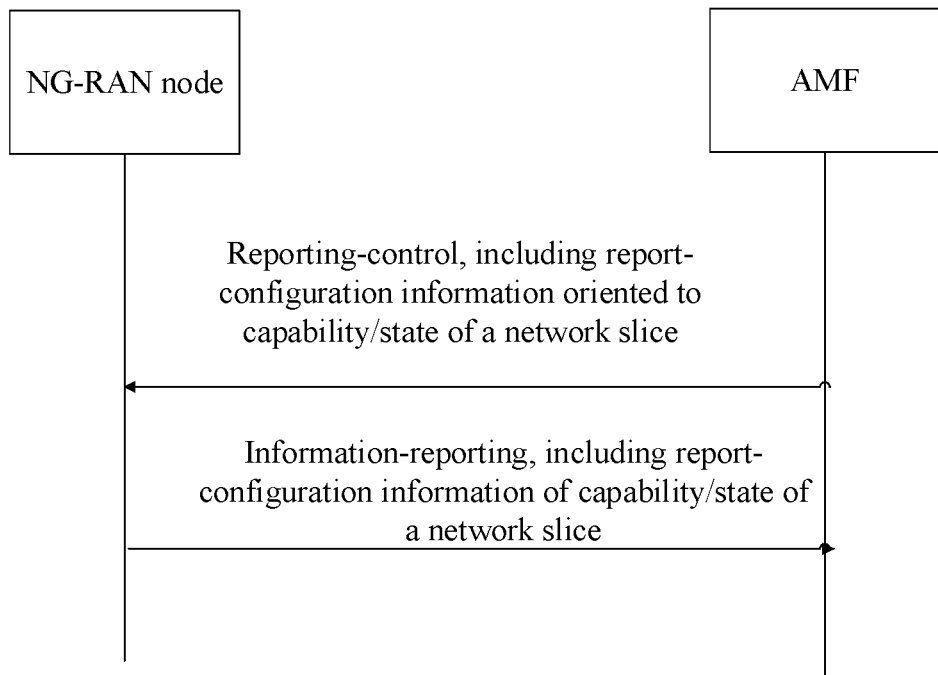 NG-RAN node
AMF
Reporting-control, including report-
configuration information oriented to
capability/state of a network slice
Information-reporting, including report-
configuration information of capability/state of
a network slice